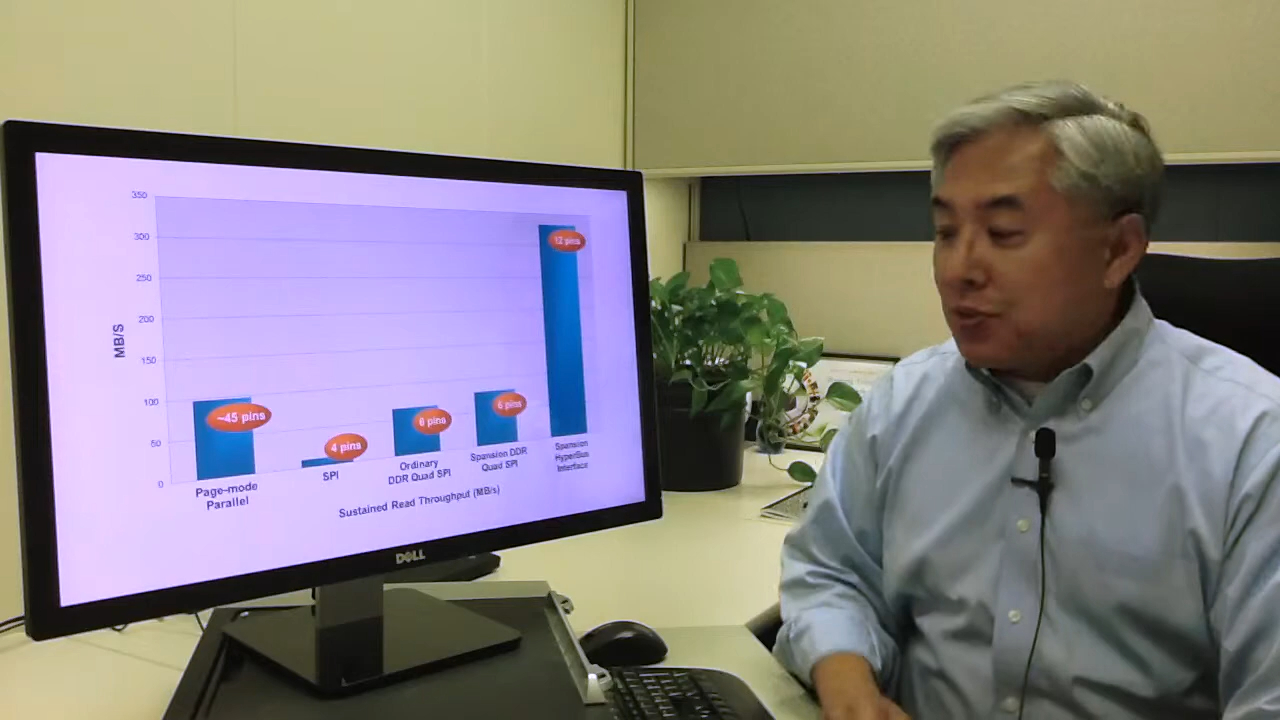 350
300
250
200
150
100
50
0
MB/S
~45 pins
4 pins
6 pins
6 pins
12 pins
Page-mode
Parallel
SPI
Ordinary
DDR Quad SPI
Spansion DDR
Quad SPI
Spansion
HyperBus
Interface
Sustained Read Throughput (MB/s)
DELL